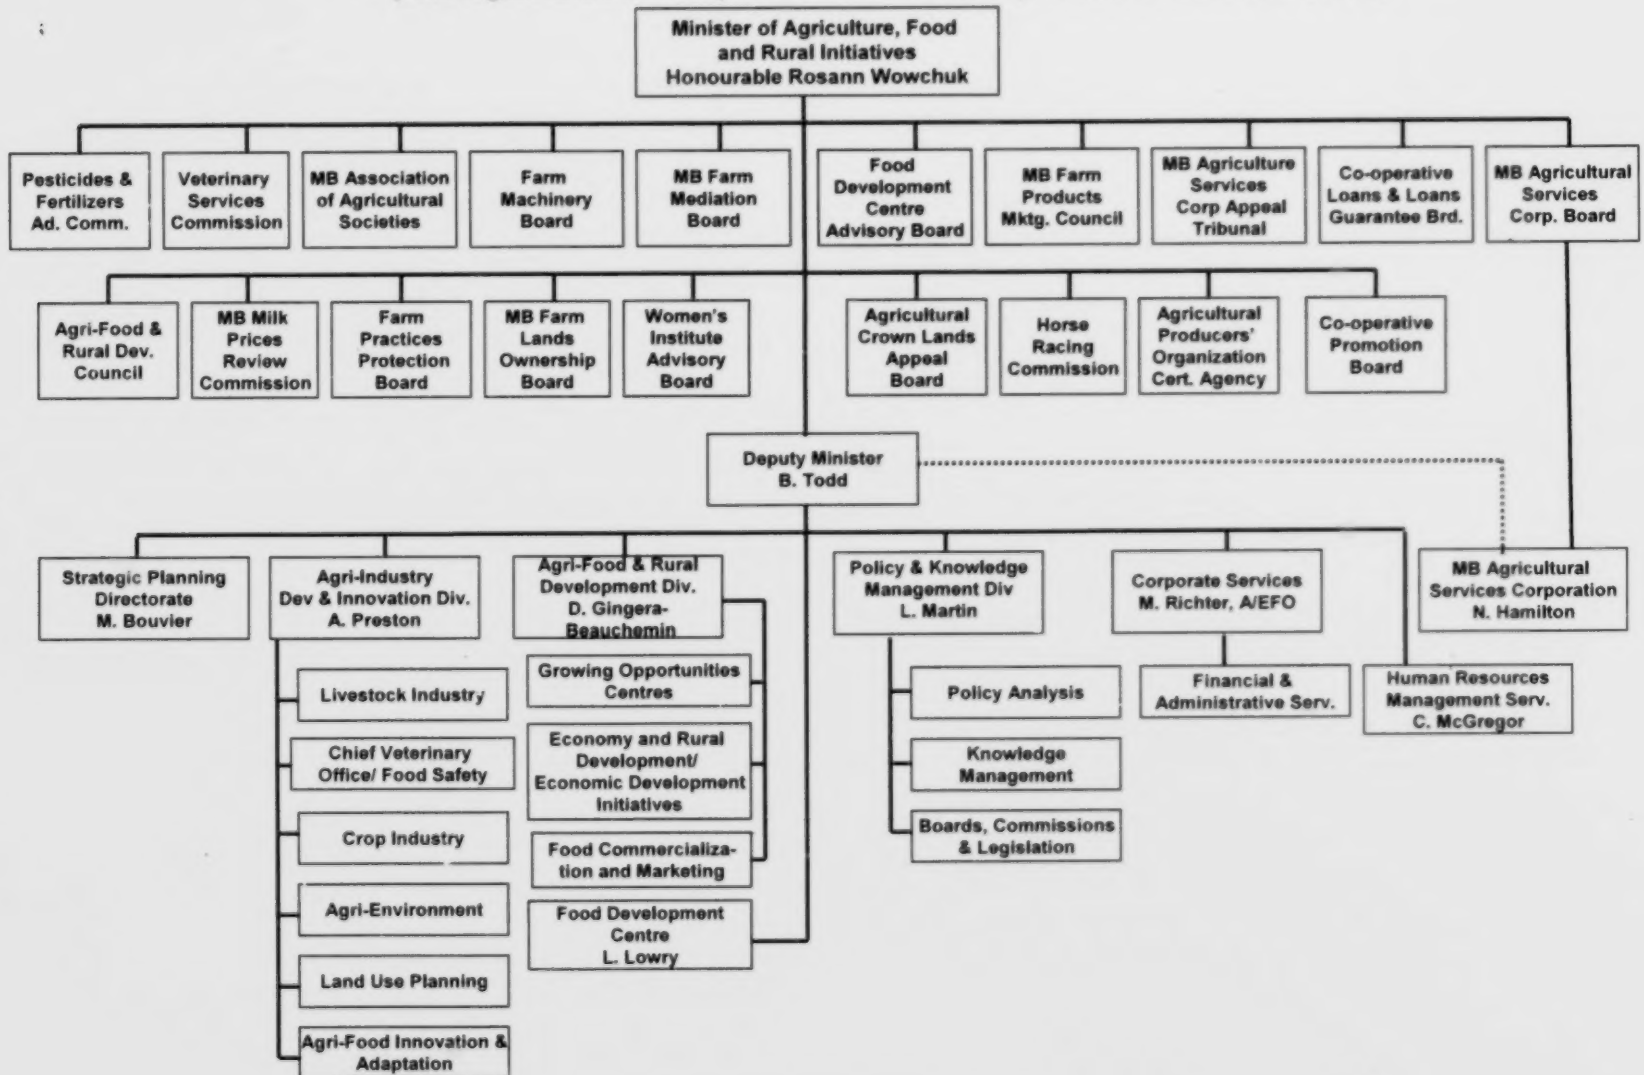 Minister of Agriculture, Food
and Rural Initiatives
Honourable Rosann Wowchuk
Pesticides &
Fertilizers
Ad. Comm.
Veterinary
Services
Commission
MB Association
of Agricultural
Societies
Farm
Machinery
Board
MB Farm
Mediation
Board
Food
Development
Centre
Advisory Board
MB Farm
Products
Mktg. Council
MB Agriculture
Services
Corp Appeal
Tribunal
Co-operative
Loans & Loans
Guarantee Brd.
MB Agricultural
Services
Corp. Board
Agri-Food &
Rural Dev.
Council
MB Milk
Prices
Review
Commission
Farm
Practices
Protection
Board
MB Farm
Lands
Ownership
Board
Women's
Institute
Advisory
Board
Agricultural
Crown Lands
Appeal
Board
Horse
Racing
Commission
Agricultural
Producers'
Organization
Cert. Agency
Co-operative
Promotion
Board
Deputy Minister
B. Todd
Strategic Planning
Directorate
M. Bouvier
Agri-Industry
Dev & Innovation Div.
A. Preston
Agri-Food & Rural
Development Div.
D. Gingera-
Beauchemin
Policy & Knowledge
Management Div
L. Martin
Corporate Services
M. Richter, A/EFO
MB Agricultural
Services Corporation
N. Hamilton
Livestock Industry
Chief Veterinary
Office/ Food Safety
Crop Industry
Agri-Environment
Land Use Planning
Agri-Food Innovation &
Adaptation
Growing Opportunities
Centres
Economy and Rural
Development/
Economic Development
Initiatives
Food Commercializa-
tion and Marketing
Food Development
Centre
L. Lowry
Policy Analysis
Knowledge
Management
Boards, Commissions
& Legislation
Financial &
Administrative Serv.
Human Resources
Management Serv.
C. McGregor